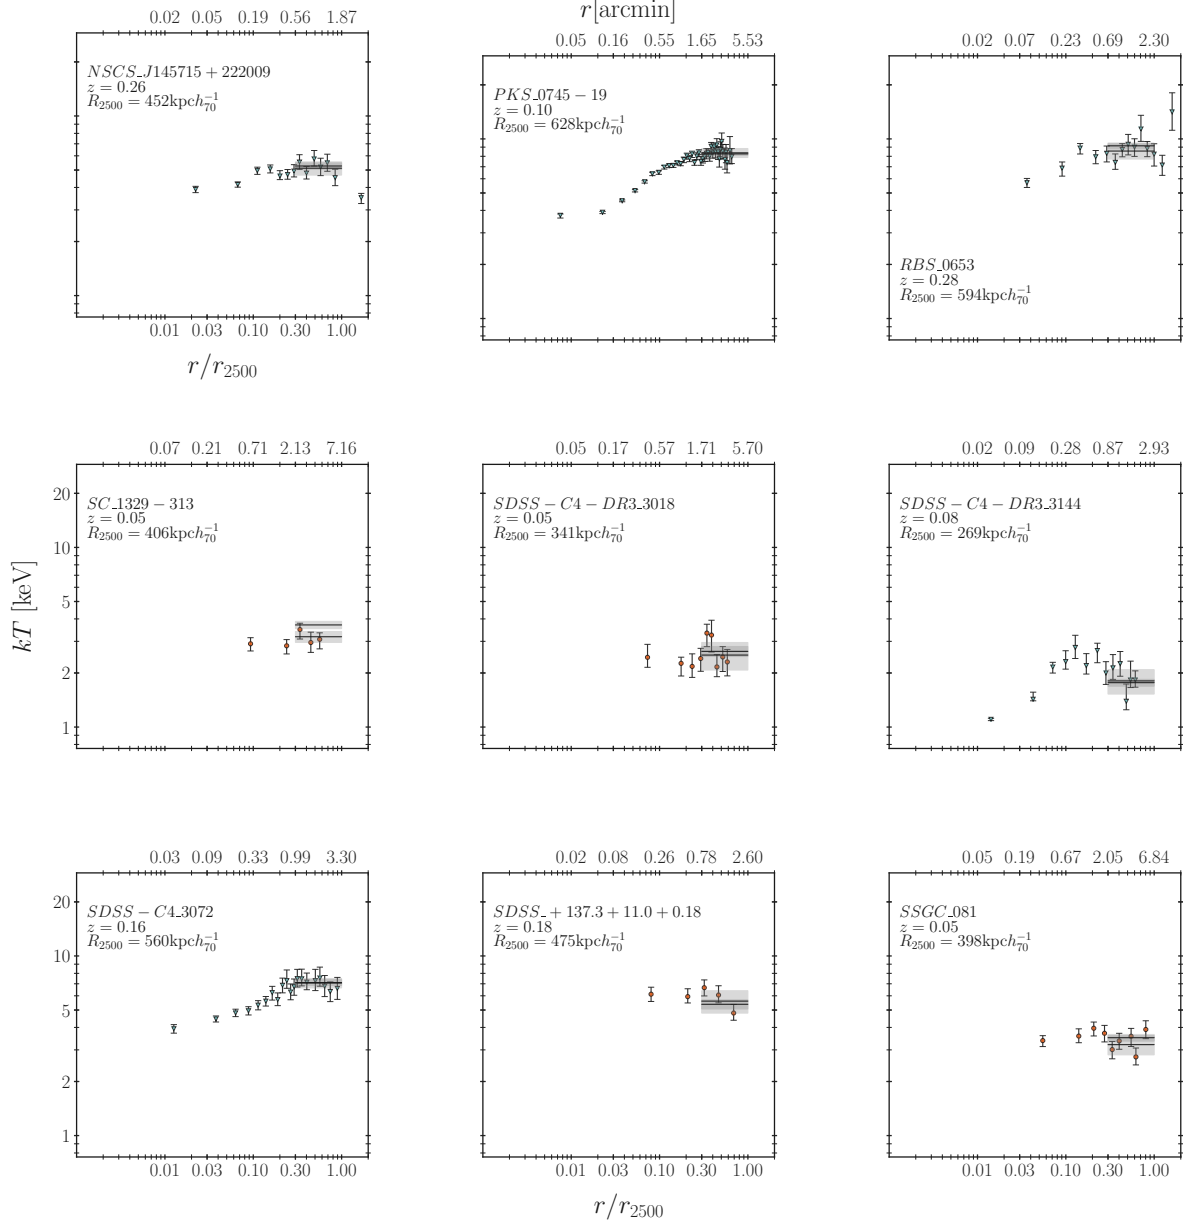 r[arcmin]
0.02 0.05 0.19 0.56 1.87
NSCS_J145715 + 222009
z = 0.26
R2500 = 452kpch70^-1
0.01 0.03 0.10 0.30 1.00
r/r2500
0.05 0.16 0.55 1.65 5.53
PKS_0745 − 19
z = 0.10
R2500 = 628kpch70^-1
0.02 0.07 0.23 0.69 2.30
RBS_0653
z = 0.28
R2500 = 594kpch70^-1
kT [keV]
0.07 0.21 0.71 2.13 7.16
SC_1329 − 313
z = 0.05
R2500 = 406kpch70^-1
20
10
5
2
1
0.05 0.17 0.57 1.71 5.70
SDSS − C4 − DR3_3018
z = 0.05
R2500 = 341kpch70^-1
0.02 0.09 0.28 0.87 2.93
SDSS − C4 − DR3_3144
z = 0.08
R2500 = 269kpch70^-1
0.03 0.09 0.33 0.99 3.30
SDSS − C4_3072
z = 0.16
R2500 = 560kpch70^-1
20
10
5
2
1
0.01 0.03 0.10 0.30 1.00
0.02 0.08 0.26 0.78 2.60
SDSS_ + 137.3 + 11.0 + 0.18
z = 0.18
R2500 = 475kpch70^-1
0.01 0.03 0.10 0.30 1.00
r/r2500
0.05 0.19 0.67 2.05 6.84
SSGC_081
z = 0.05
R2500 = 398kpch70^-1
0.01 0.03 0.10 0.30 1.00